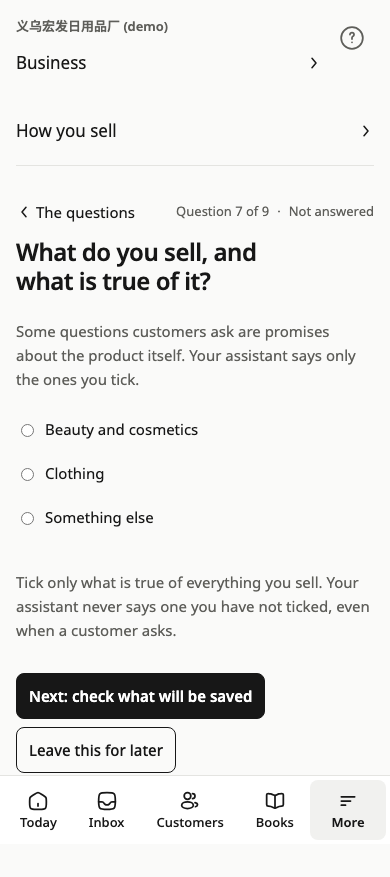 义乌宏发日用品厂 (demo)
Business
How you sell
The questions
Question 7 of 9 · Not answered
What do you sell, and
what is true of it?
Some questions customers ask are promises
about the product itself. Your assistant says only
the ones you tick.
Beauty and cosmetics
Clothing
Something else
Tick only what is true of everything you sell. Your
assistant never says one you have not ticked, even
when a customer asks.
Next: check what will be saved
Leave this for later
Today
Inbox
Customers
Books
More